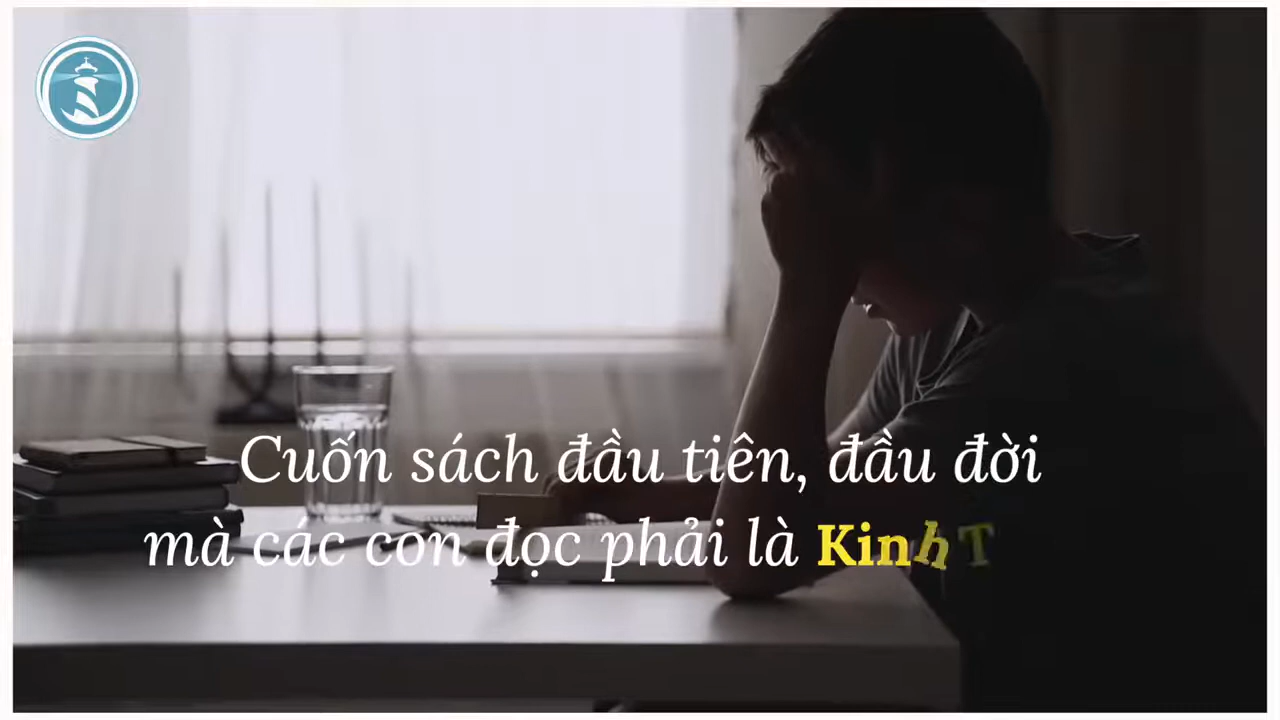 Cuốn sách đầu tiên, đầu đời
mà các con đọc phải là Kinh T